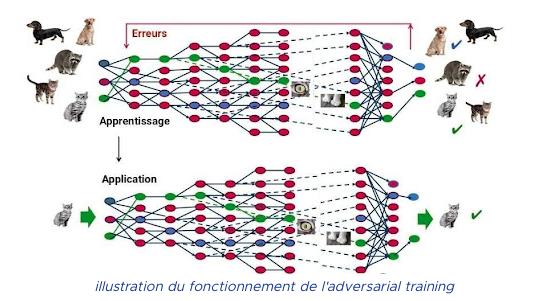 Erreurs
Apprentissage
Application
illustration du fonctionnement de l'adversarial training